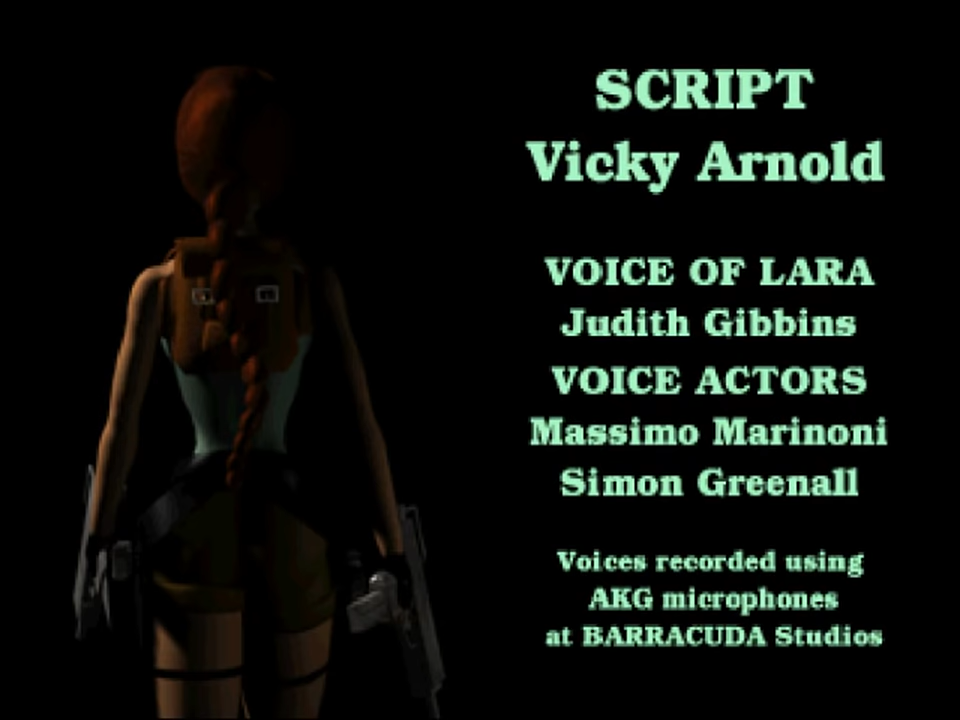 SCRIPT
Vicky Arnold
VOICE OF LARA
Judith Gibbins
VOICE ACTORS
Massimo Marinoni
Simon Greenall
Voices recorded using
AKG microphones
at BARRACUDA Studios